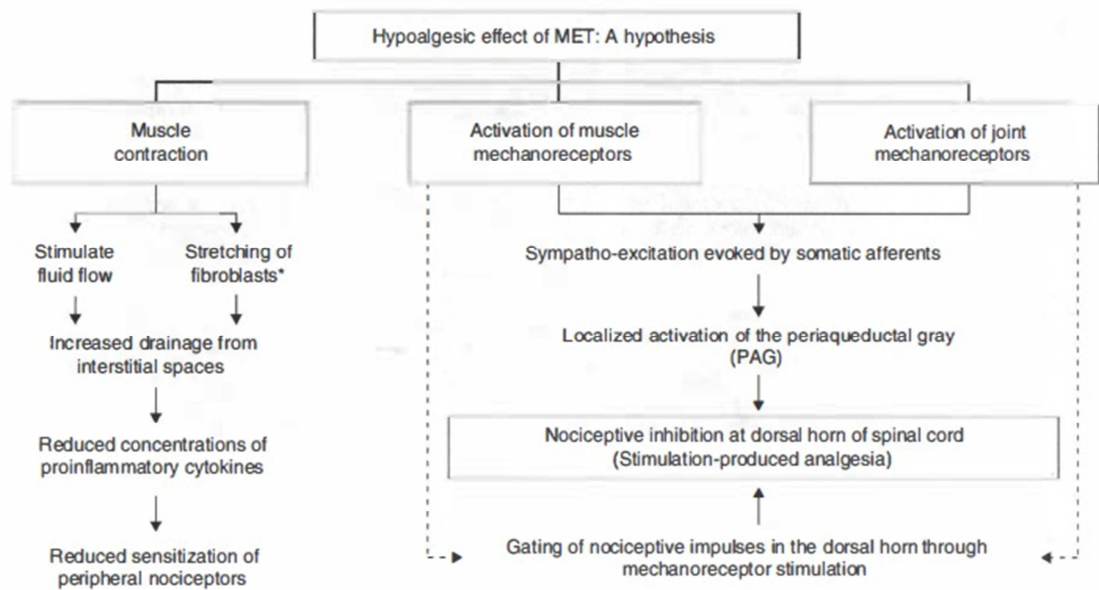 Hypoalgesic effect of MET: A hypothesis
Muscle
contraction
Activation of muscle
mechanoreceptors
Activation of joint
mechanoreceptors
Stimulate
fluid flow
Stretching of
fibroblasts*
Increased drainage from
interstitial spaces
Reduced concentrations of
proinflammatory cytokines
Reduced sensitization of
peripheral nociceptors
Sympatho-excitation evoked by somatic afferents
Localized activation of the periaqueductal gray
(PAG)
Nociceptive inhibition at dorsal horn of spinal cord
(Stimulation-produced analgesia)
Gating of nociceptive impulses in the dorsal horn through
mechanoreceptor stimulation